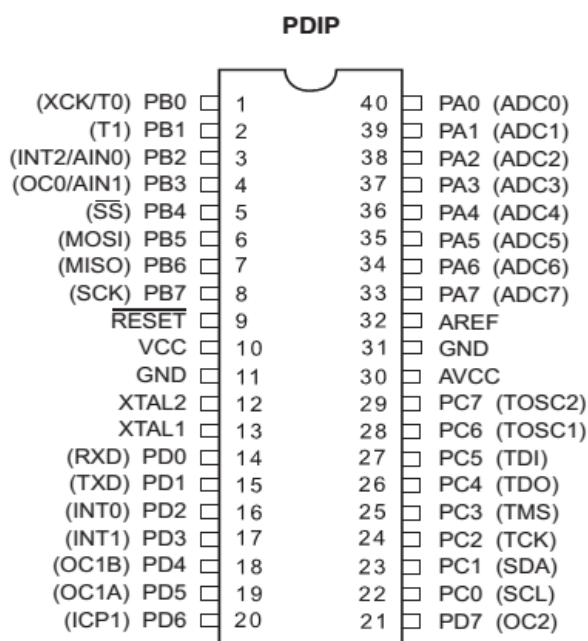 PDIP
(XCK/T0) PB0 1 40 PA0 (ADC0)
(T1) PB1 2 39 PA1 (ADC1)
(INT2/AIN0) PB2 3 38 PA2 (ADC2)
(OC0/AIN1) PB3 4 37 PA3 (ADC3)
(SS) PB4 5 36 PA4 (ADC4)
(MOSI) PB5 6 35 PA5 (ADC5)
(MISO) PB6 7 34 PA6 (ADC6)
(SCK) PB7 8 33 PA7 (ADC7)
RESET 9 32 AREF
VCC 10 31 GND
GND 11 30 AVCC
XTAL2 12 29 PC7 (TOSC2)
XTAL1 13 28 PC6 (TOSC1)
(RXD) PD0 14 27 PC5 (TDI)
(TXD) PD1 15 26 PC4 (TDO)
(INT0) PD2 16 25 PC3 (TMS)
(INT1) PD3 17 24 PC2 (TCK)
(OC1B) PD4 18 23 PC1 (SDA)
(OC1A) PD5 19 22 PC0 (SCL)
(ICP1) PD6 20 21 PD7 (OC2)